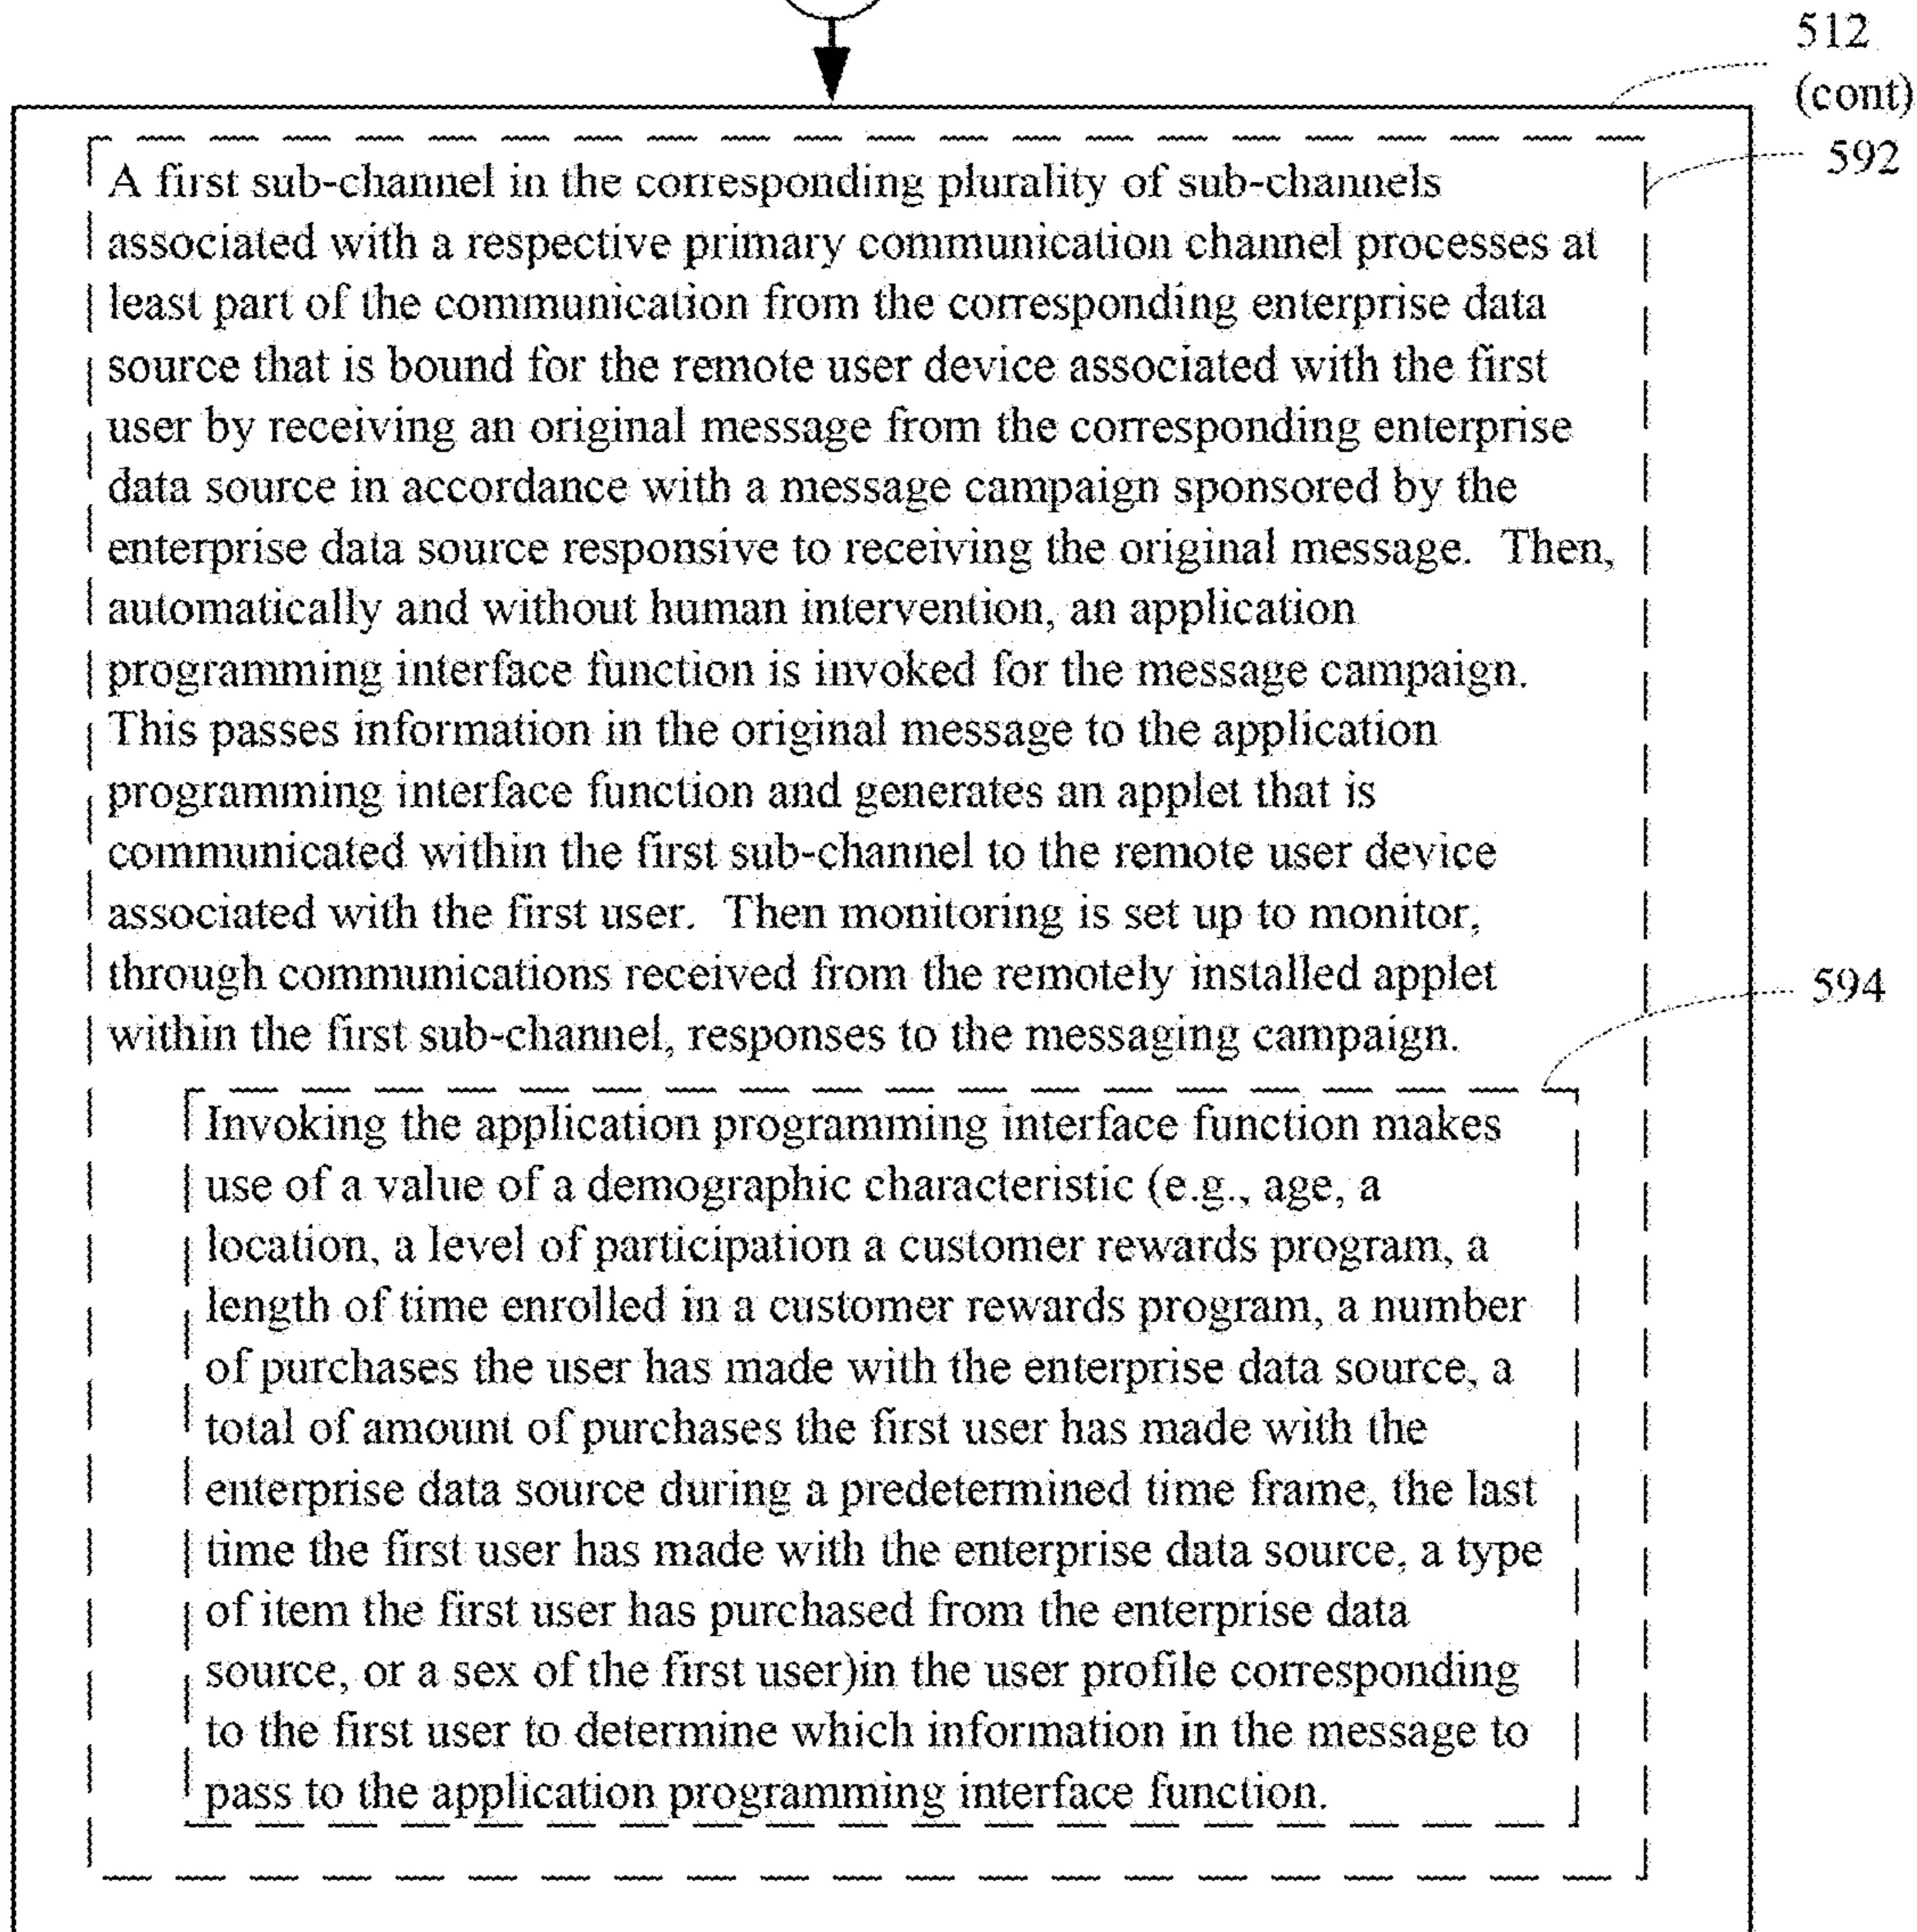 512
(cont)
592
A first sub-channel in the corresponding plurality of sub-channels
associated with a respective primary communication channel processes at
least part of the communication from the corresponding enterprise data
source that is bound for the remote user device associated with the first
user by receiving an original message from the corresponding enterprise
data source in accordance with a message campaign sponsored by the
enterprise data source responsive to receiving the original message.  Then,
automatically and without human intervention, an application
programming interface function is invoked for the message campaign.
This passes information in the original message to the application
programming interface function and generates an applet that is
communicated within the first sub-channel to the remote user device
associated with the first user.  Then monitoring is set up to monitor,
through communications received from the remotely installed applet
within the first sub-channel, responses to the messaging campaign.
594
Invoking the application programming interface function makes
use of a value of a demographic characteristic (e.g., age, a
location, a level of participation a customer rewards program, a
length of time enrolled in a customer rewards program, a number
of purchases the user has made with the enterprise data source, a
total of amount of purchases the first user has made with the
enterprise data source during a predetermined time frame, the last
time the first user has made with the enterprise data source, a type
of item the first user has purchased from the enterprise data
source, or a sex of the first user)in the user profile corresponding
to the first user to determine which information in the message to
pass to the application programming interface function.